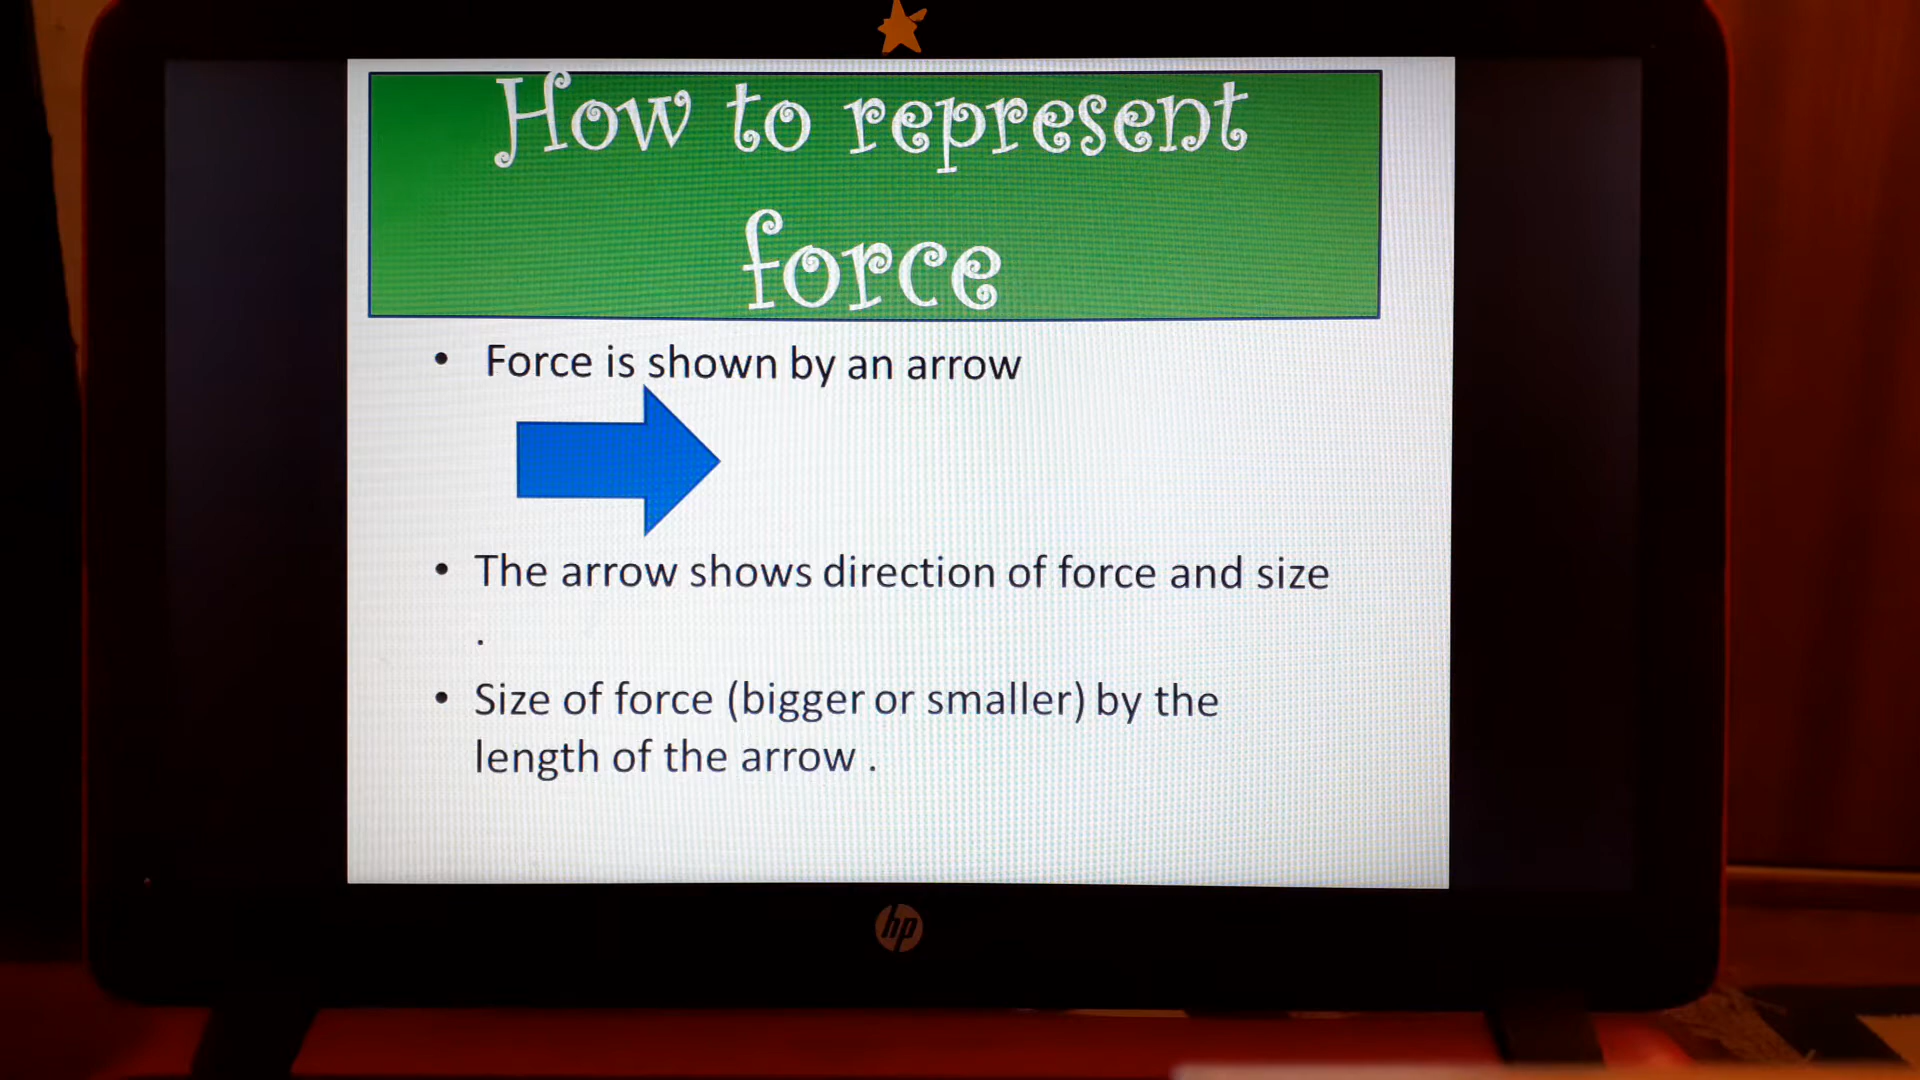 How to represent
force
• Force is shown by an arrow
• The arrow shows direction of force and size
.
• Size of force (bigger or smaller) by the
length of the arrow .
hp